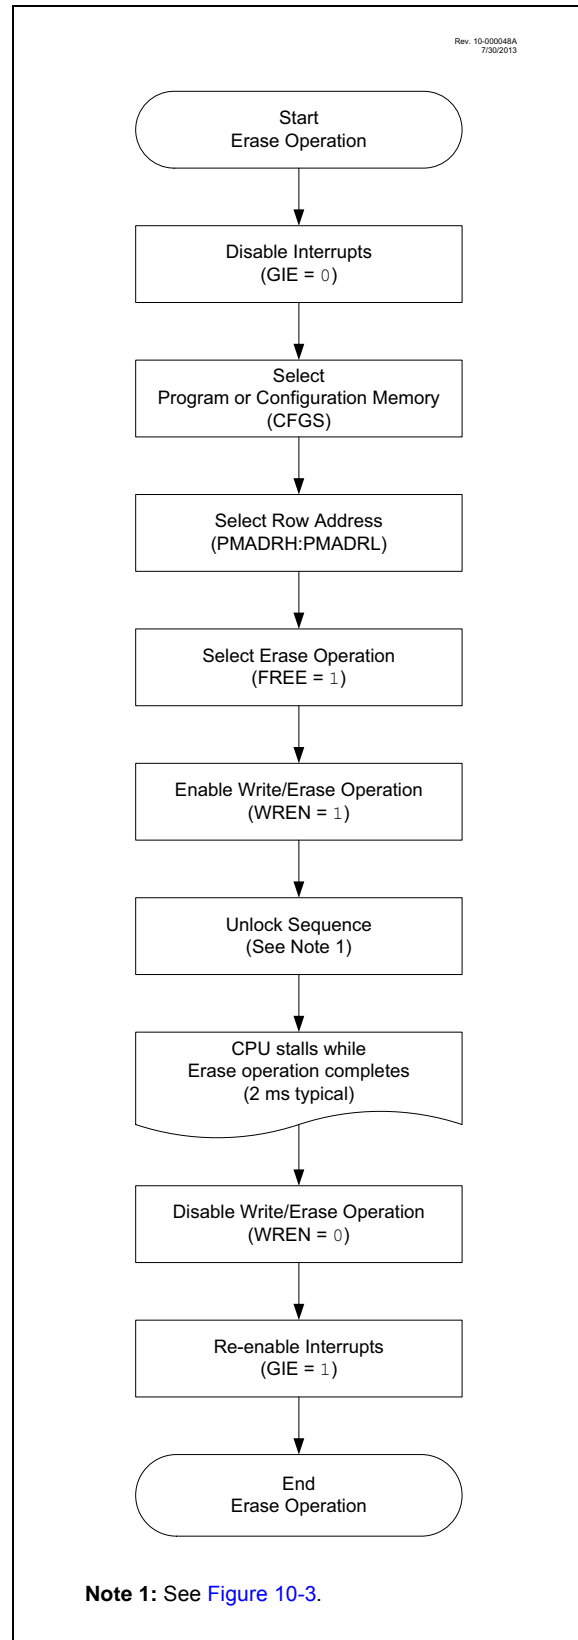 Rev. 10-000048A
7/30/2013
Start
Erase Operation
Disable Interrupts
(GIE = 0)
Select
Program or Configuration Memory
(CFGS)
Select Row Address
(PMADRH:PMADRL)
Select Erase Operation
(FREE = 1)
Enable Write/Erase Operation
(WREN = 1)
Unlock Sequence
(See Note 1)
CPU stalls while
Erase operation completes
(2 ms typical)
Disable Write/Erase Operation
(WREN = 0)
Re-enable Interrupts
(GIE = 1)
End
Erase Operation
Note 1: See Figure 10-3.